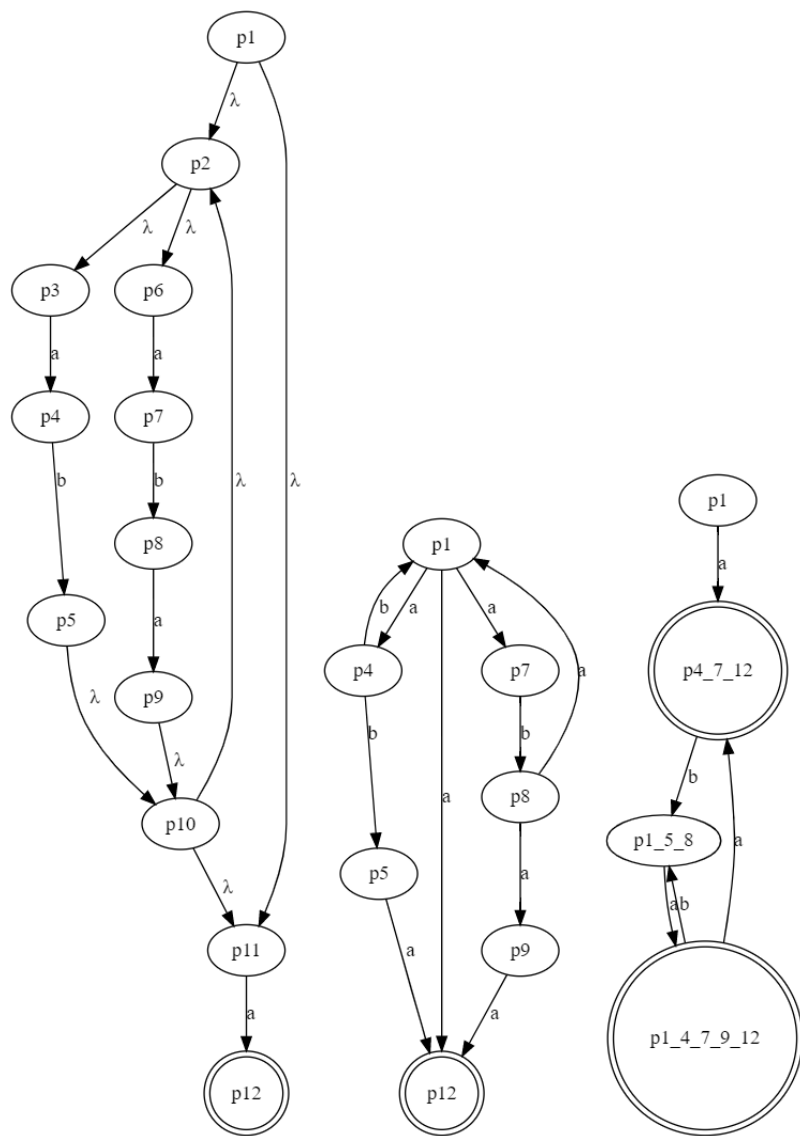 p1
λ
p2
λ
λ
p3
p6
a
a
p4
p7
b
b
λ
λ
p8
p5
a
p9
λ
λ
p10
λ
p11
a
p12
p1
b
a
a
p4
p7
b
b
a
a
p8
p5
a
a
p9
a
p12
p1
a
p4_7_12
b
p1_5_8
a
a
b
p1_4_7_9_12